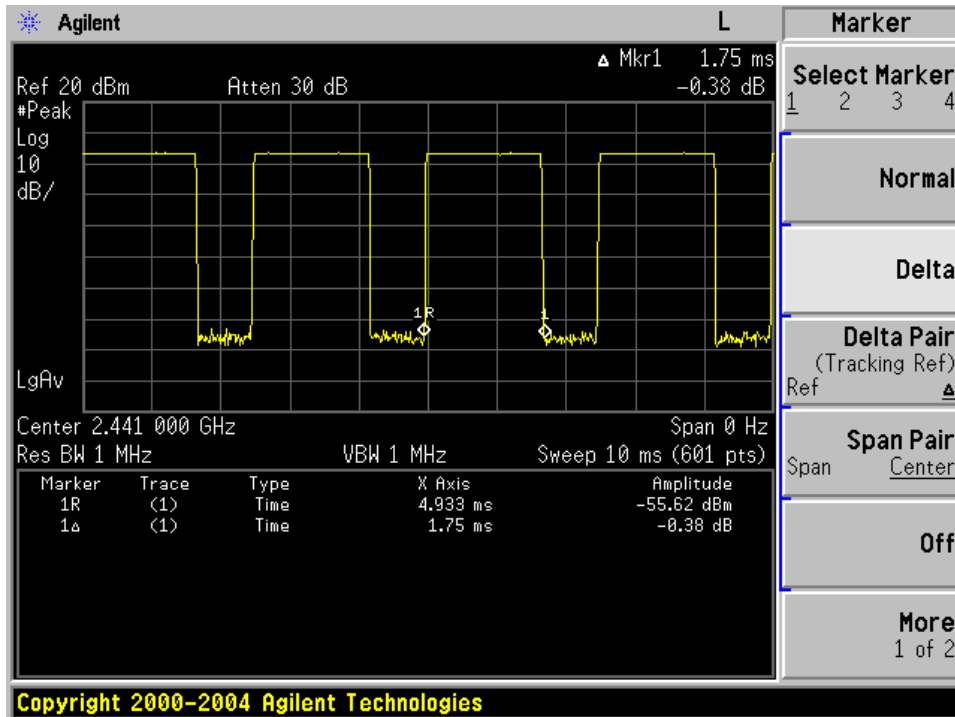 Agilent
L
Marker
Δ Mkr1 1.75 ms
Ref 20 dBm Atten 30 dB −0.38 dB
#Peak
Log
10
dB/
1R
1
LgAv
Center 2.441 000 GHz Span 0 Hz
Res BW 1 MHz VBW 1 MHz Sweep 10 ms (601 pts)
Marker Trace Type X Axis Amplitude
1R (1) Time 4.933 ms −55.62 dBm
1Δ (1) Time 1.75 ms −0.38 dB
Select Marker
1 2 3 4
Normal
Delta
Delta Pair
(Tracking Ref)
Ref Δ
Span Pair
Span Center
Off
More
1 of 2
Copyright 2000-2004 Agilent Technologies